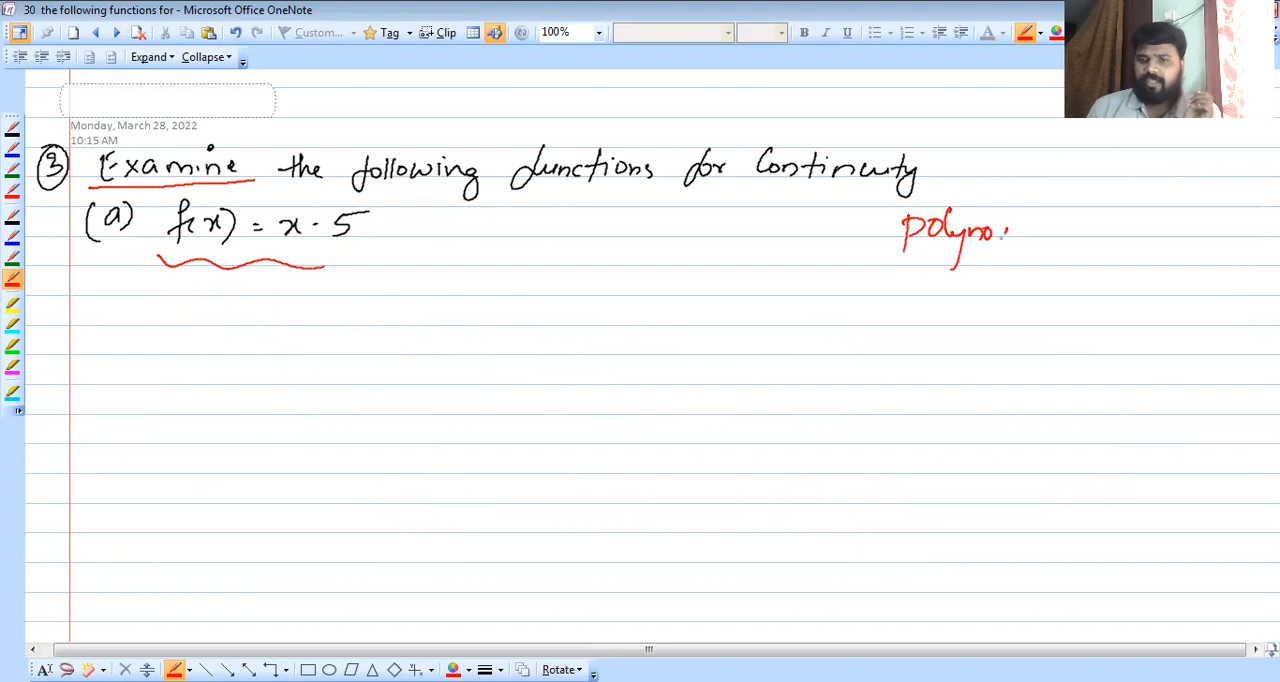 30 the following functions for - Microsoft Office OneNote
Custom... Tag Clip 100% B I U A
Expand Collapse
Monday, March 28, 2022
10:15 AM
③ Examine the following functions for Continuity
(a) f(x) = x - 5
polyno
A Rotate